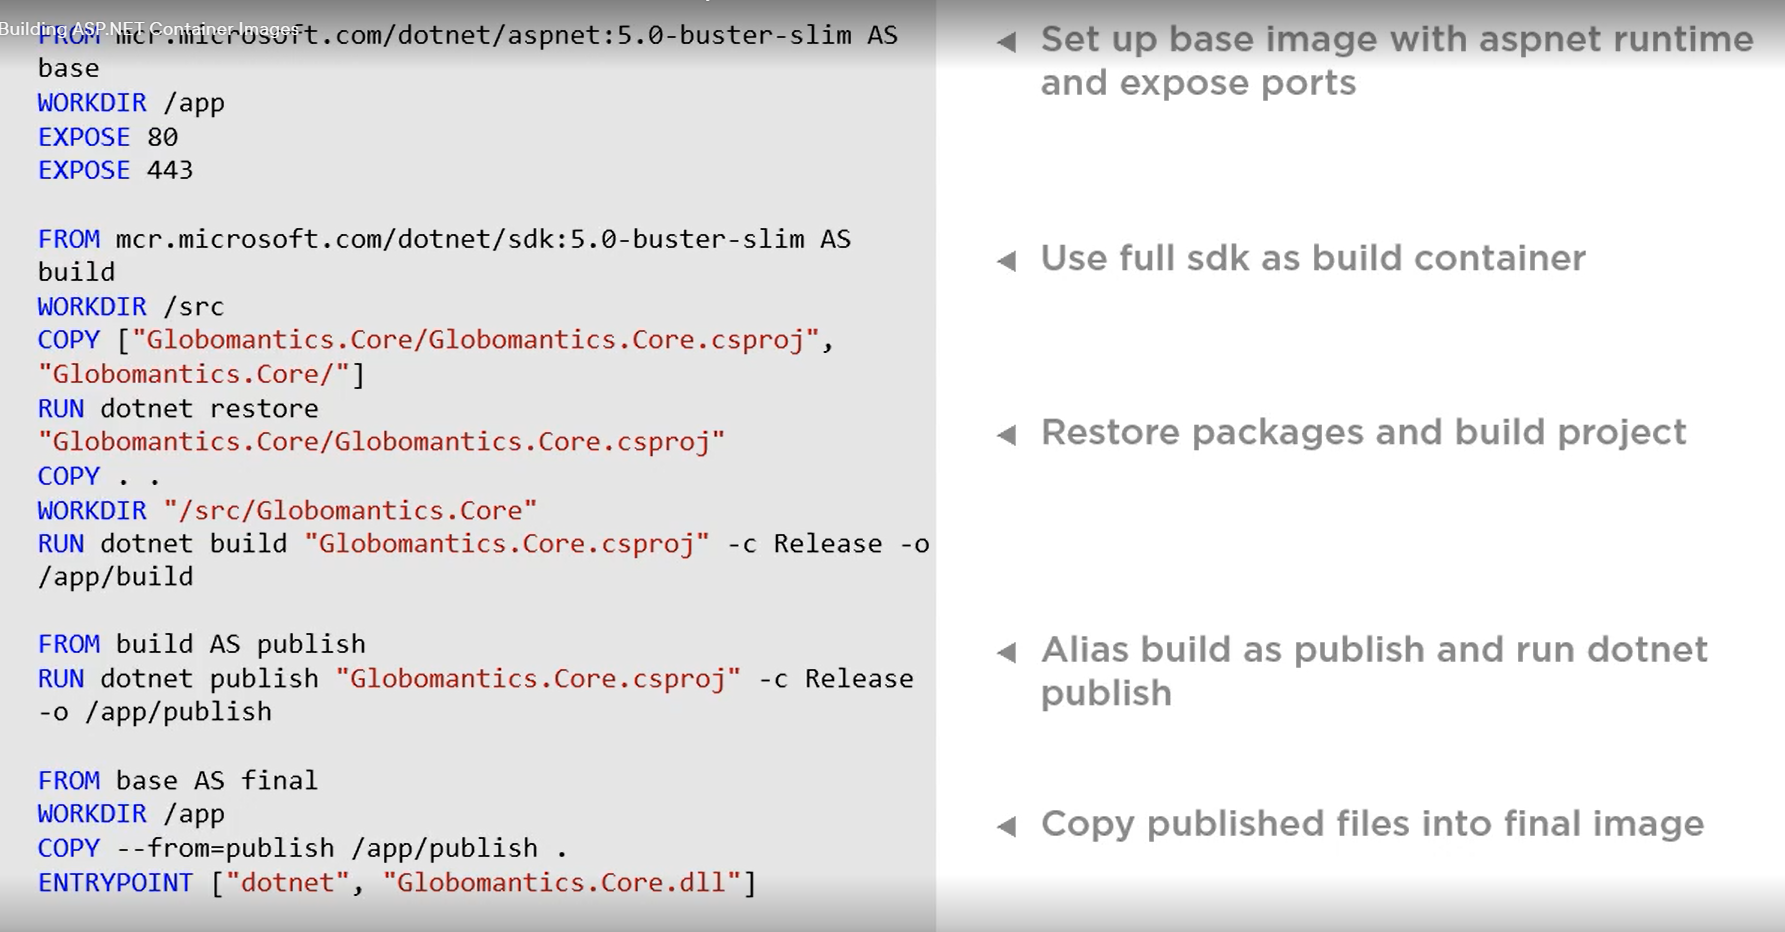 Building ASP.NET Container Images
FROM mcr.microsoft.com/dotnet/aspnet:5.0-buster-slim AS
base
WORKDIR /app
EXPOSE 80
EXPOSE 443
FROM mcr.microsoft.com/dotnet/sdk:5.0-buster-slim AS
build
WORKDIR /src
COPY ["Globomantics.Core/Globomantics.Core.csproj",
"Globomantics.Core/"]
RUN dotnet restore
"Globomantics.Core/Globomantics.Core.csproj"
COPY . .
WORKDIR "/src/Globomantics.Core"
RUN dotnet build "Globomantics.Core.csproj" -c Release -o
/app/build
FROM build AS publish
RUN dotnet publish "Globomantics.Core.csproj" -c Release
-o /app/publish
FROM base AS final
WORKDIR /app
COPY --from=publish /app/publish .
ENTRYPOINT ["dotnet", "Globomantics.Core.dll"]
Set up base image with aspnet runtime
and expose ports
Use full sdk as build container
Restore packages and build project
Alias build as publish and run dotnet
publish
Copy published files into final image